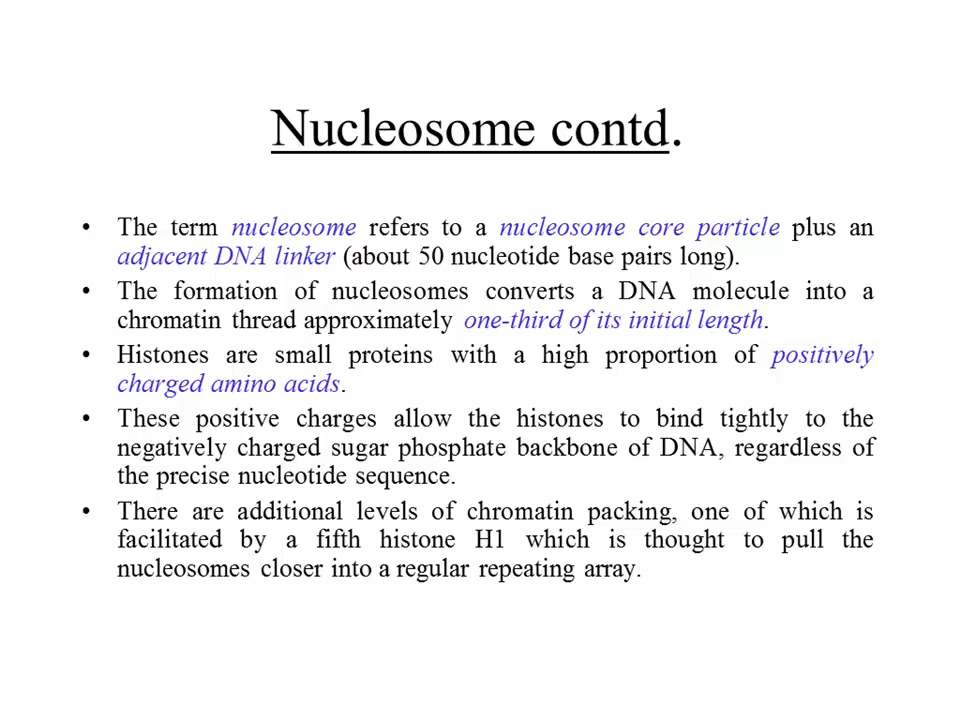 Nucleosome contd.
• The term nucleosome refers to a nucleosome core particle plus an
adjacent DNA linker (about 50 nucleotide base pairs long).
• The formation of nucleosomes converts a DNA molecule into a
chromatin thread approximately one-third of its initial length.
• Histones are small proteins with a high proportion of positively
charged amino acids.
• These positive charges allow the histones to bind tightly to the
negatively charged sugar phosphate backbone of DNA, regardless of
the precise nucleotide sequence.
• There are additional levels of chromatin packing, one of which is
facilitated by a fifth histone H1 which is thought to pull the
nucleosomes closer into a regular repeating array.